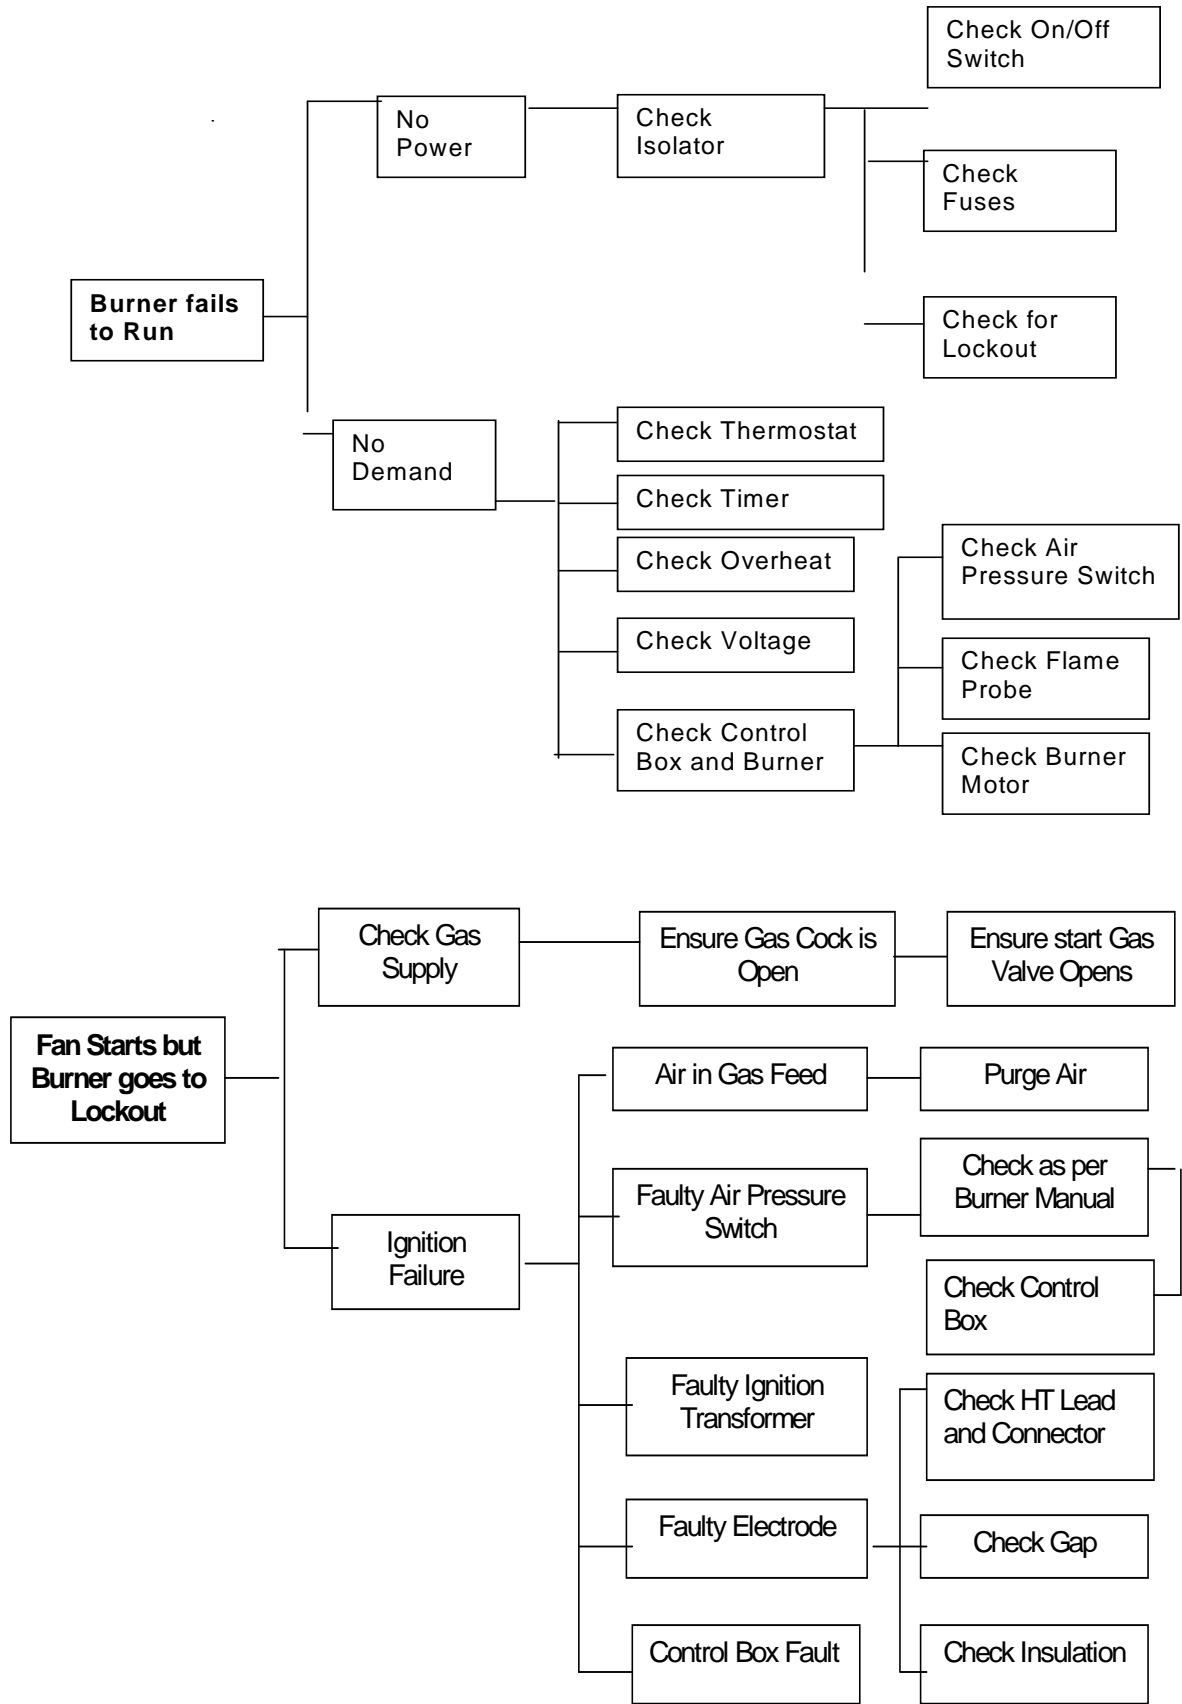 Check On/Off
Switch
No
Power
Check
Isolator
Check
Fuses
Burner fails
to Run
Check for
Lockout
No
Demand
Check Thermostat
Check Timer
Check Overheat
Check Voltage
Check Control
Box and Burner
Check Air
Pressure Switch
Check Flame
Probe
Check Burner
Motor
Check Gas
Supply
Ensure Gas Cock is
Open
Ensure start Gas
Valve Opens
Fan Starts but
Burner goes to
Lockout
Air in Gas Feed
Purge Air
Faulty Air Pressure
Switch
Check as per
Burner Manual
Ignition
Failure
Check Control
Box
Faulty Ignition
Transformer
Check HT Lead
and Connector
Faulty Electrode
Check Gap
Control Box Fault
Check Insulation